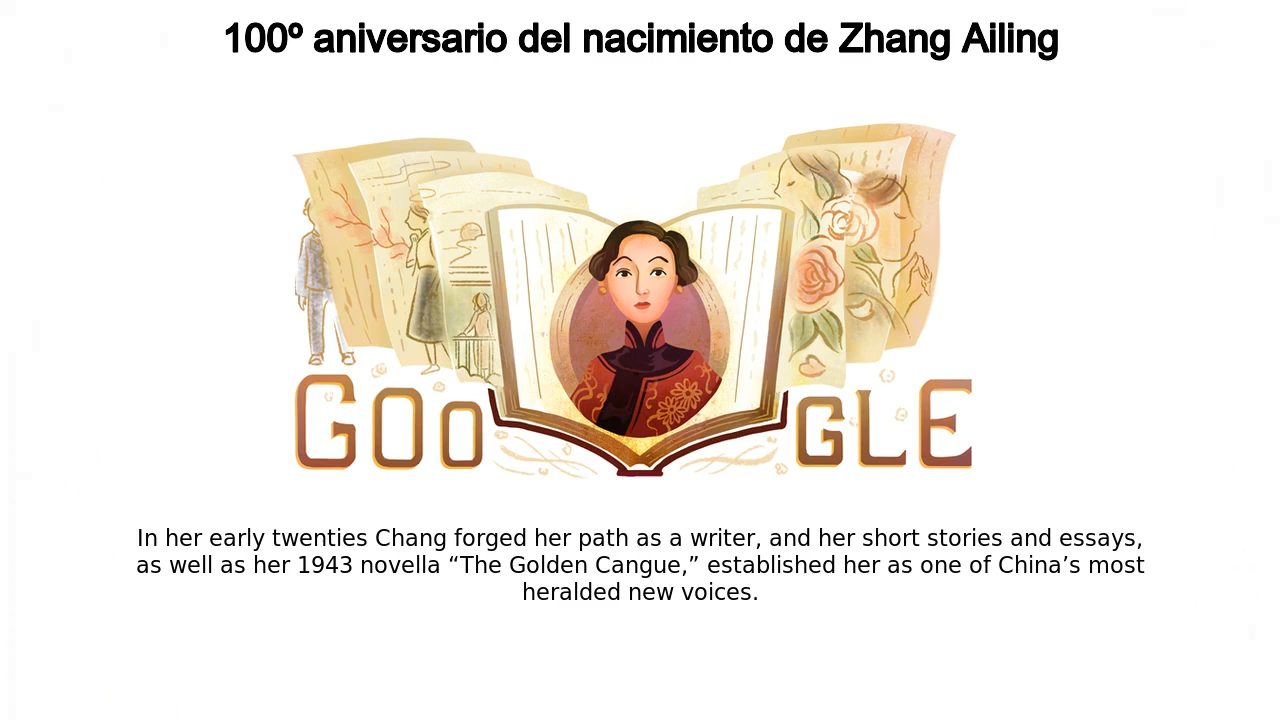 100º aniversario del nacimiento de Zhang Ailing
GOOGLE
In her early twenties Chang forged her path as a writer, and her short stories and essays,
as well as her 1943 novella “The Golden Cangue,” established her as one of China’s most
heralded new voices.